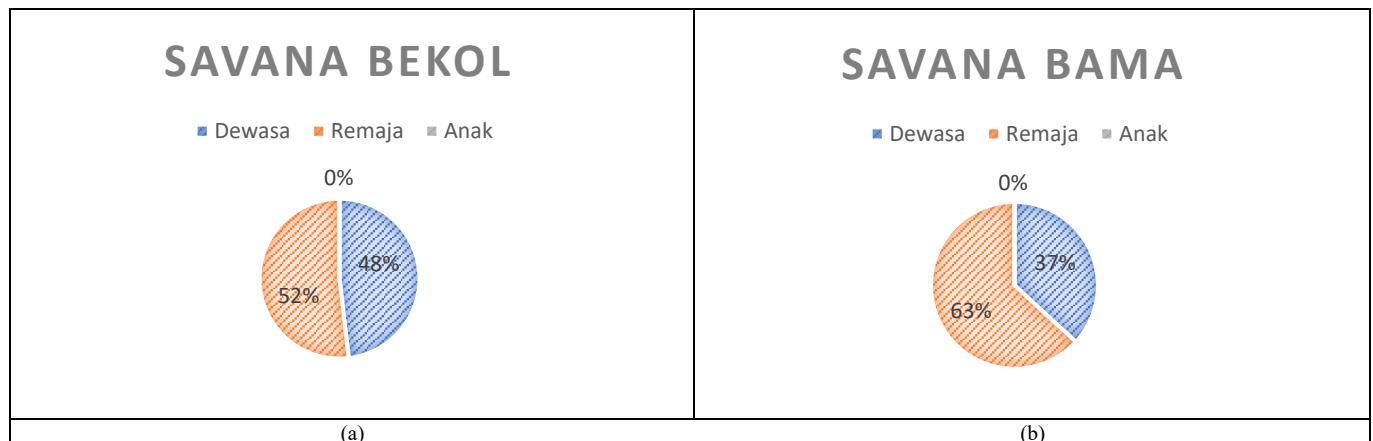 SAVANA BEKOL
Dewasa Remaja Anak
0%
48%
52%
(a)
SAVANA BAMA
Dewasa Remaja Anak
0%
37%
63%
(b)